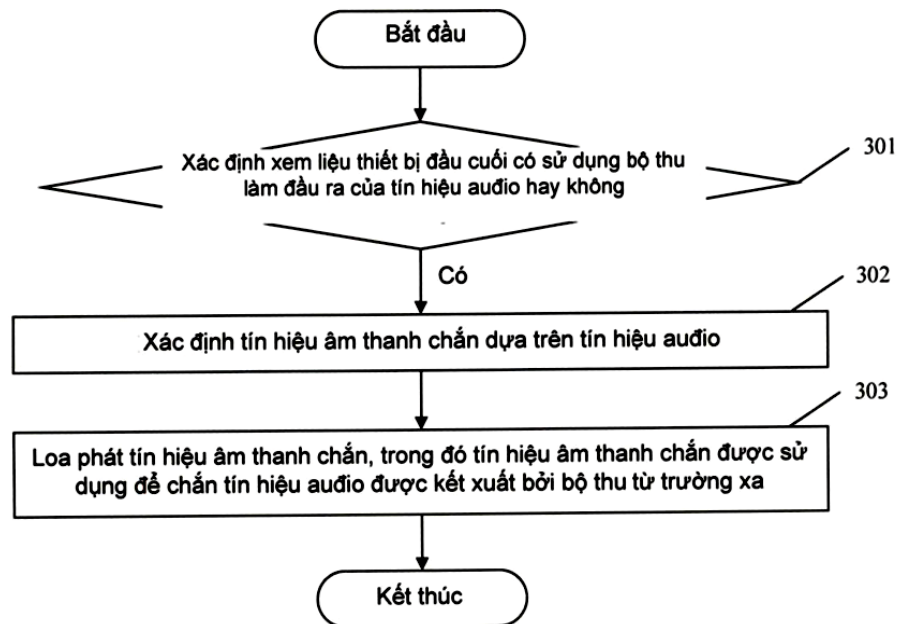 Bắt đầu
Xác định xem liệu thiết bị đầu cuối có sử dụng bộ thu
làm đầu ra của tín hiệu auđio hay không
301
Có
302
Xác định tín hiệu âm thanh chắn dựa trên tín hiệu auđio
303
Loa phát tín hiệu âm thanh chắn, trong đó tín hiệu âm thanh chắn được sử
dụng để chắn tín hiệu auđio được kết xuất bởi bộ thu từ trường xa
Kết thúc